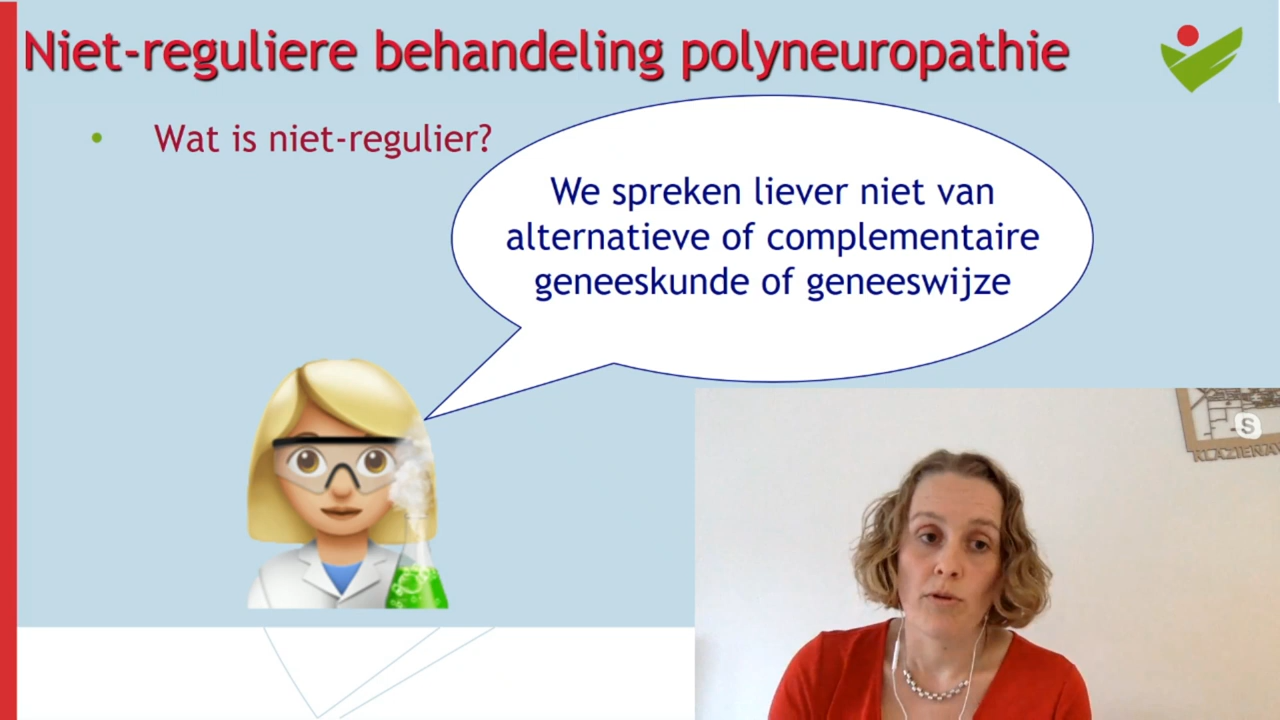 Niet-reguliere behandeling polyneuropathie
• Wat is niet-regulier?
We spreken liever niet van
alternatieve of complementaire
geneeskunde of geneeswijze
S